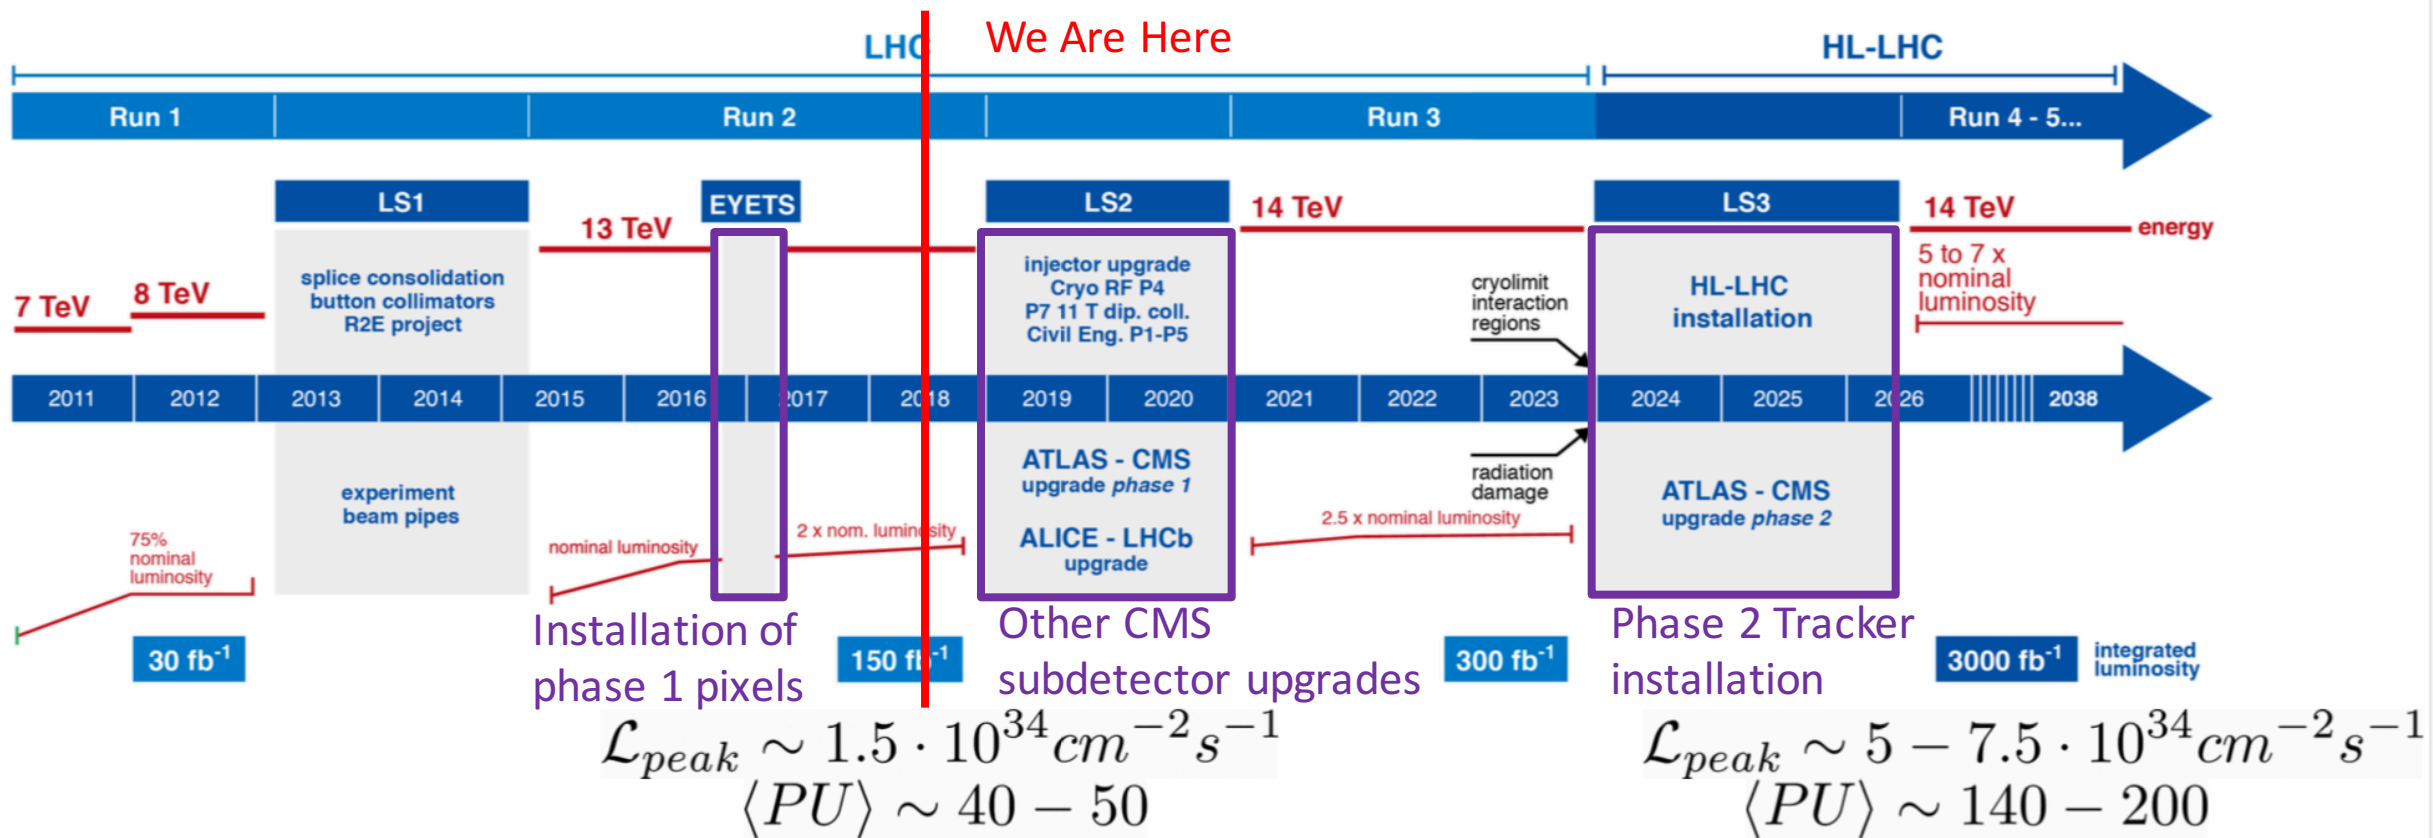 We Are Here
LHC
HL-LHC
Run 1
Run 2
Run 3
Run 4 - 5...
LS1
EYETS
LS2
LS3
7 TeV
8 TeV
13 TeV
14 TeV
14 TeV
energy
splice consolidation
button collimators
R2E project
injector upgrade
Cryo RF P4
P7 11 T dip. coll.
Civil Eng. P1-P5
cryolimit
interaction
regions
HL-LHC
installation
5 to 7 x
nominal
luminosity
2011 2012 2013 2014 2015 2016 2017 2018 2019 2020 2021 2022 2023 2024 2025 2026 2038
experiment
beam pipes
ATLAS - CMS
upgrade phase 1
ALICE - LHCb
upgrade
radiation
damage
ATLAS - CMS
upgrade phase 2
75%
nominal
luminosity
nominal luminosity
2 x nom. luminosity
2.5 x nominal luminosity
30 fb⁻¹
150 fb⁻¹
300 fb⁻¹
3000 fb⁻¹
integrated
luminosity
Installation of
phase 1 pixels
Other CMS
subdetector upgrades
Phase 2 Tracker
installation
ℒ_peak ∼ 1.5 · 10³⁴ cm⁻² s⁻¹
⟨PU⟩ ∼ 40 − 50
ℒ_peak ∼ 5 − 7.5 · 10³⁴ cm⁻² s⁻¹
⟨PU⟩ ∼ 140 − 200